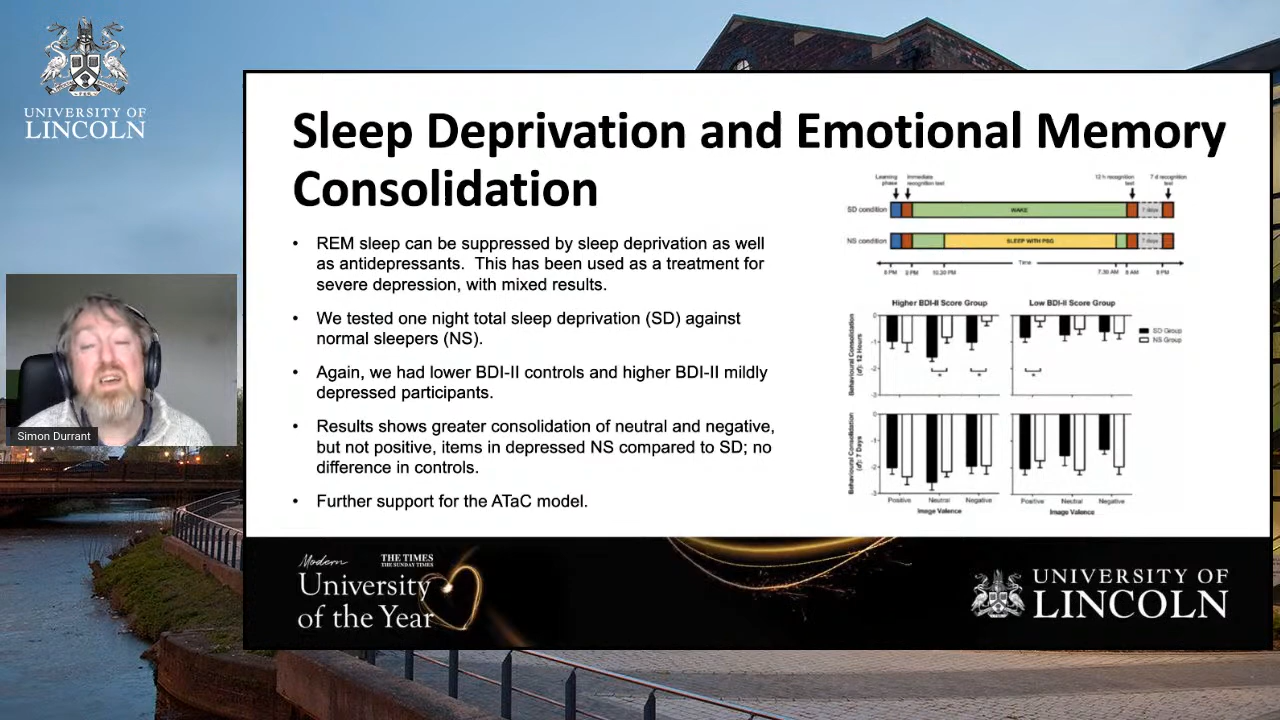 UNIVERSITY OF
LINCOLN
Sleep Deprivation and Emotional Memory
Consolidation
• REM sleep can be suppressed by sleep deprivation as well
as antidepressants. This has been used as a treatment for
severe depression, with mixed results.
• We tested one night total sleep deprivation (SD) against
normal sleepers (NS).
• Again, we had lower BDI-II controls and higher BDI-II mildly
depressed participants.
• Results shows greater consolidation of neutral and negative,
but not positive, items in depressed NS compared to SD; no
difference in controls.
• Further support for the ATaC model.
Learning
phase
Immediate
recognition test
12 h recognition
test
7 d recognition
test
SD condition
WAKE
7 days
NS condition
SLEEP WITH PSG
7 days
Time
8 PM
9 PM
10.30 PM
7.30 AM
8 AM
8 PM
Higher BDI-II Score Group
Low BDI-II Score Group
SD Group
NS Group
Behavioural Consolidation
(d'): 12 Hours
0
-1
-2
-3
*
*
*
Behavioural Consolidation
(d'): 7 Days
0
-1
-2
-3
Positive Neutral Negative
Image Valence
Positive Neutral Negative
Image Valence
Simon Durrant
Modern
THE TIMES
THE SUNDAY TIMES
University
of the Year
UNIVERSITY OF
LINCOLN